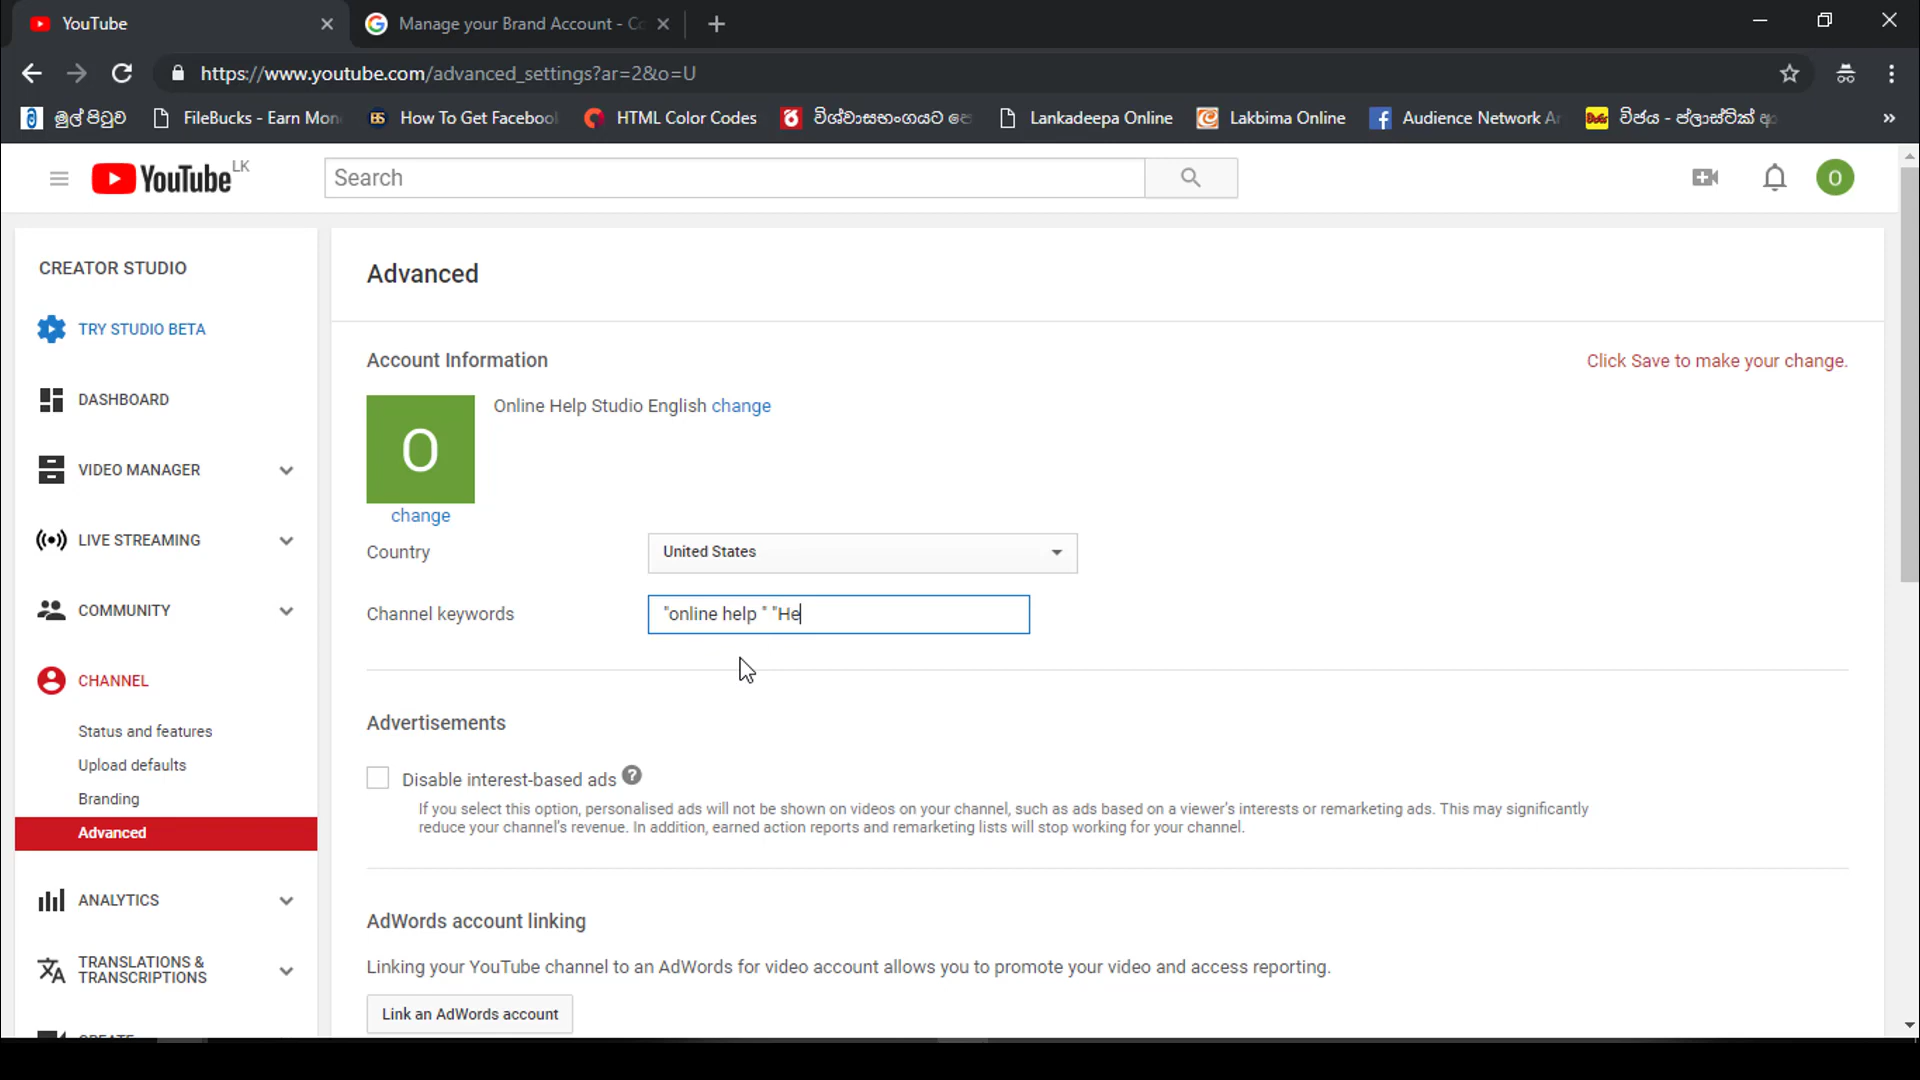 YouTube
Manage your Brand Account - Co
https://www.youtube.com/advanced_settings?ar=2&o=U
මුල් පිටුව
FileBucks - Earn Mon
How To Get Facebool
HTML Color Codes
විශ්වාසභංගයට පෙ
Lankadeepa Online
Lakbima Online
Audience Network Ar
විජය - ප්ලාස්ටික් අ
YouTube LK
Search
O
CREATOR STUDIO
TRY STUDIO BETA
DASHBOARD
VIDEO MANAGER
LIVE STREAMING
COMMUNITY
CHANNEL
Status and features
Upload defaults
Branding
Advanced
ANALYTICS
TRANSLATIONS &
TRANSCRIPTIONS
Advanced
Account Information
Click Save to make your change.
O
Online Help Studio English change
change
Country
United States
Channel keywords
"online help " "He
Advertisements
Disable interest-based ads ?
If you select this option, personalised ads will not be shown on videos on your channel, such as ads based on a viewer's interests or remarketing ads. This may significantly
reduce your channel's revenue. In addition, earned action reports and remarketing lists will stop working for your channel.
AdWords account linking
Linking your YouTube channel to an AdWords for video account allows you to promote your video and access reporting.
Link an AdWords account